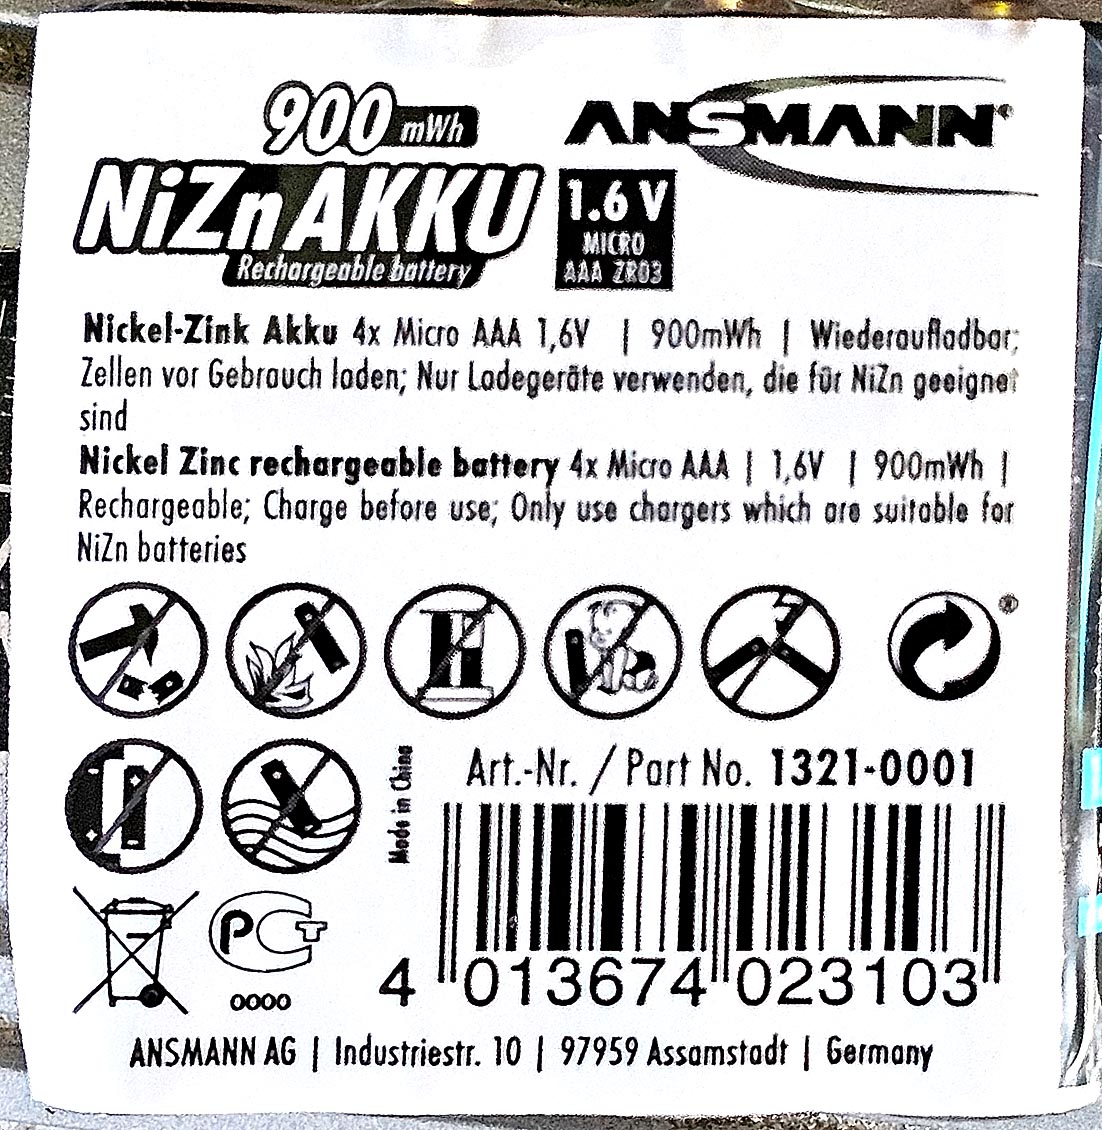 900 mWh
ANSMANN®
NiZn AKKU
Rechargeable battery
1.6 V
MICRO
AAA ZR03
Nickel-Zink Akku 4x Micro AAA 1,6V | 900mWh | Wiederaufladbar;
Zellen vor Gebrauch laden; Nur Ladegeräte verwenden, die für NiZn geeignet
sind
Nickel Zinc rechargeable battery 4x Micro AAA | 1,6V | 900mWh |
Rechargeable; Charge before use; Only use chargers which are suitable for
NiZn batteries
®
Made in China
Art.-Nr. / Part No. 1321-0001
PCT
0000
4 013674 023103
ANSMANN AG | Industriestr. 10 | 97959 Assamstadt | Germany